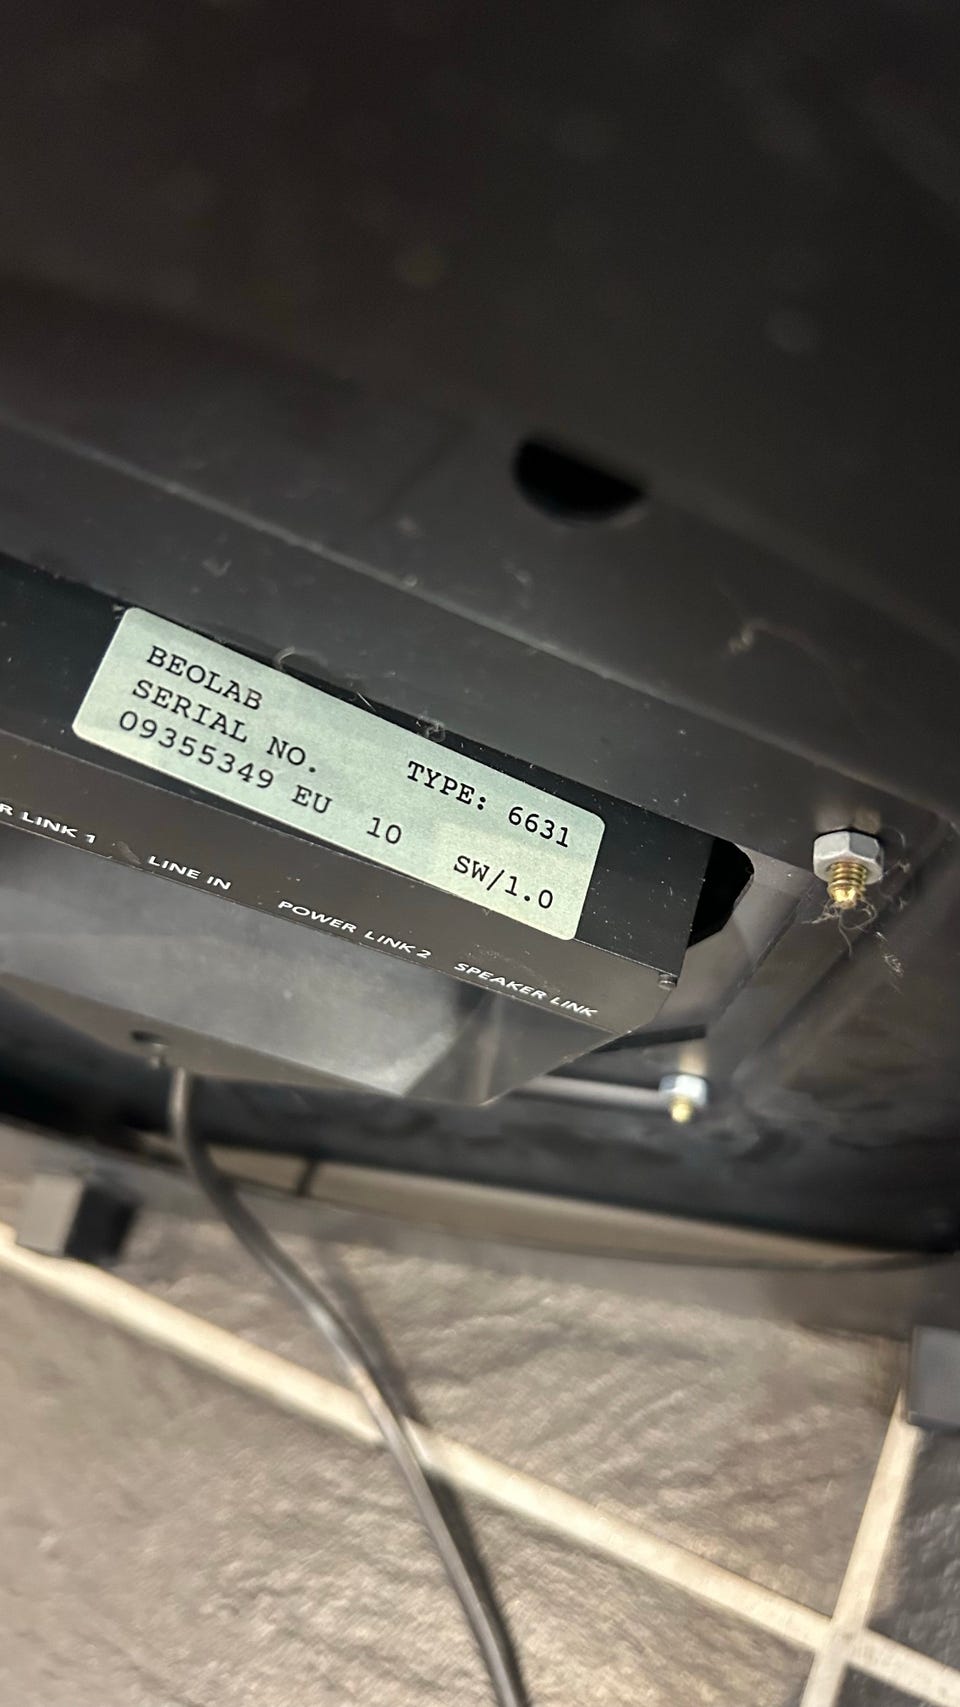 BEOLAB
SERIAL NO. TYPE: 6631
09355349 EU 10 SW/1.0
R LINK 1 LINE IN POWER LINK 2 SPEAKER LINK